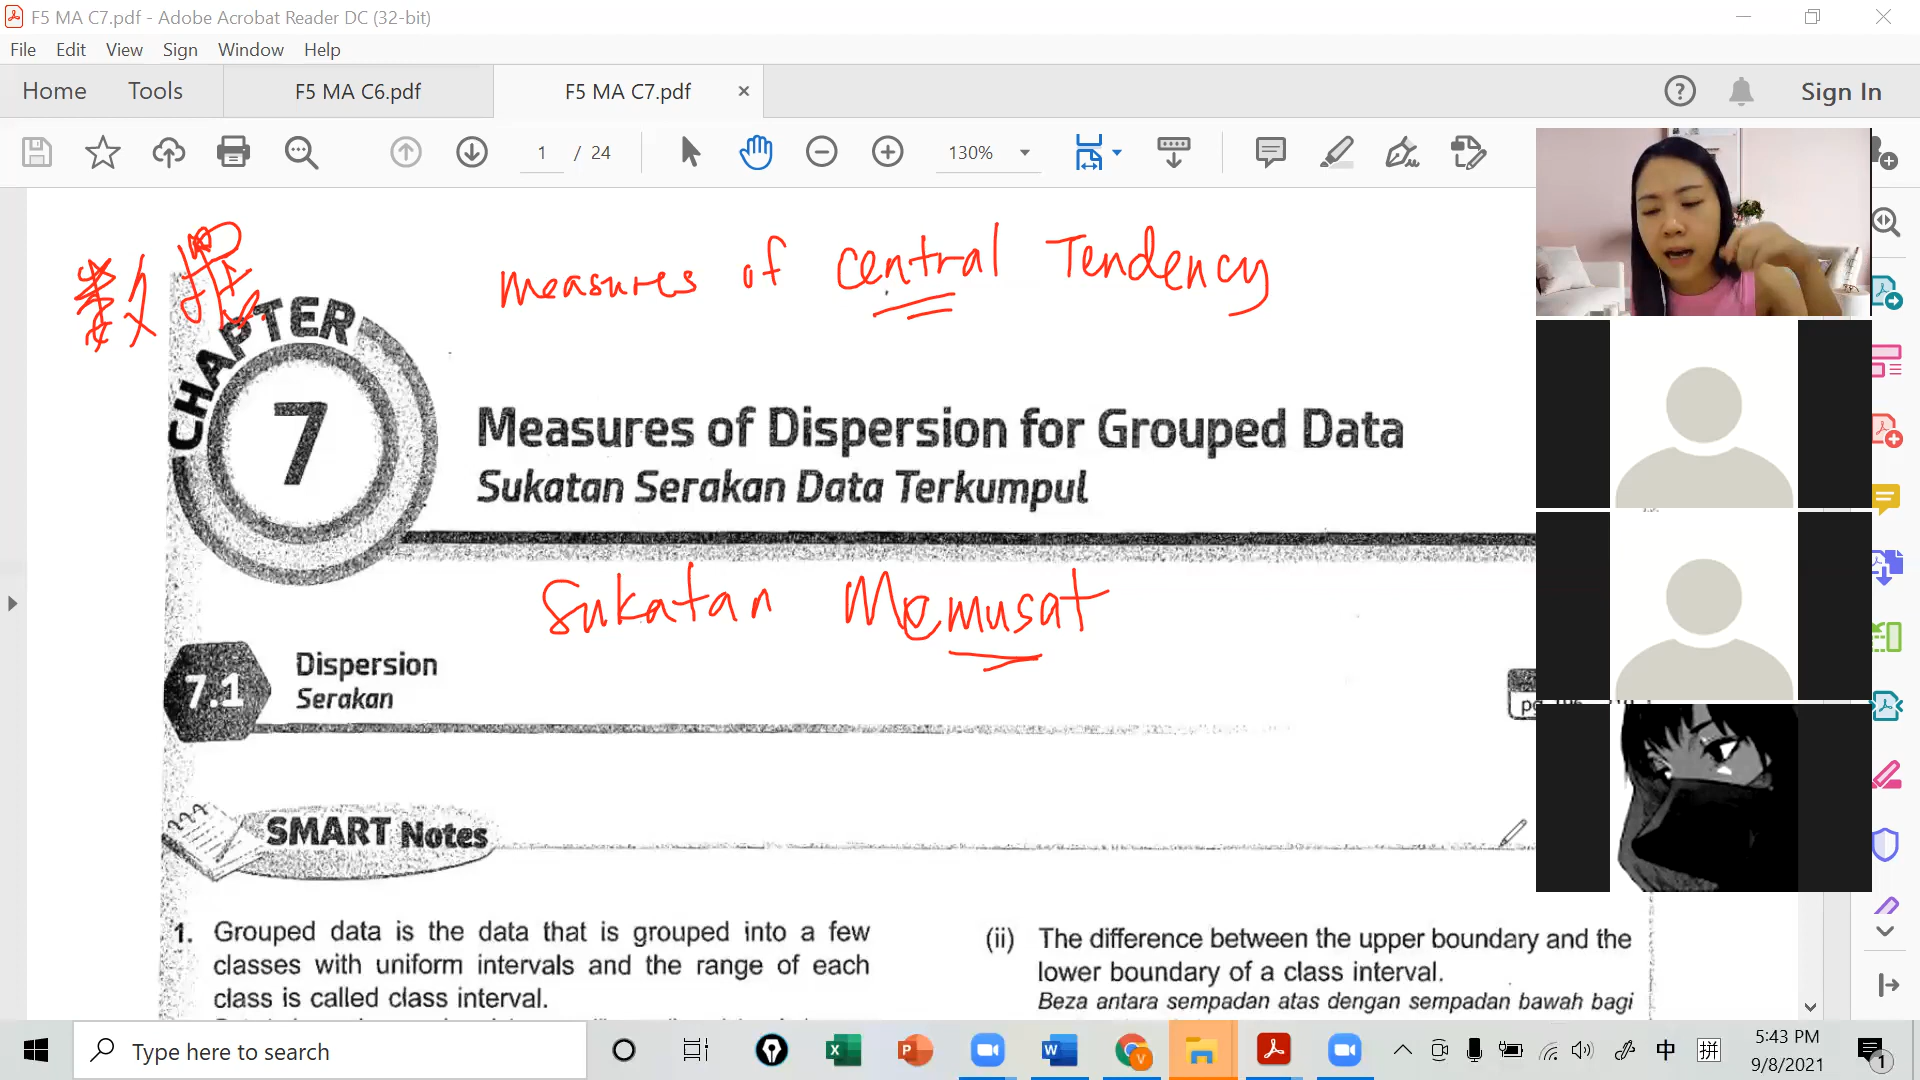 F5 MA C7.pdf - Adobe Acrobat Reader DC (32-bit)
File Edit View Sign Window Help
Home Tools F5 MA C6.pdf F5 MA C7.pdf × Sign In
1 / 24 130%
数据
measures of central Tendency
CHAPTER
7
Measures of Dispersion for Grouped Data
Sukatan Serakan Data Terkumpul
Sukatan Memusat
7.1
Dispersion
Serakan
SMART Notes
1. Grouped data is the data that is grouped into a few
classes with uniform intervals and the range of each
class is called class interval.
(ii) The difference between the upper boundary and the
lower boundary of a class interval.
Beza antara sempadan atas dengan sempadan bawah bagi
Type here to search
中 拼
5:43 PM
9/8/2021
1